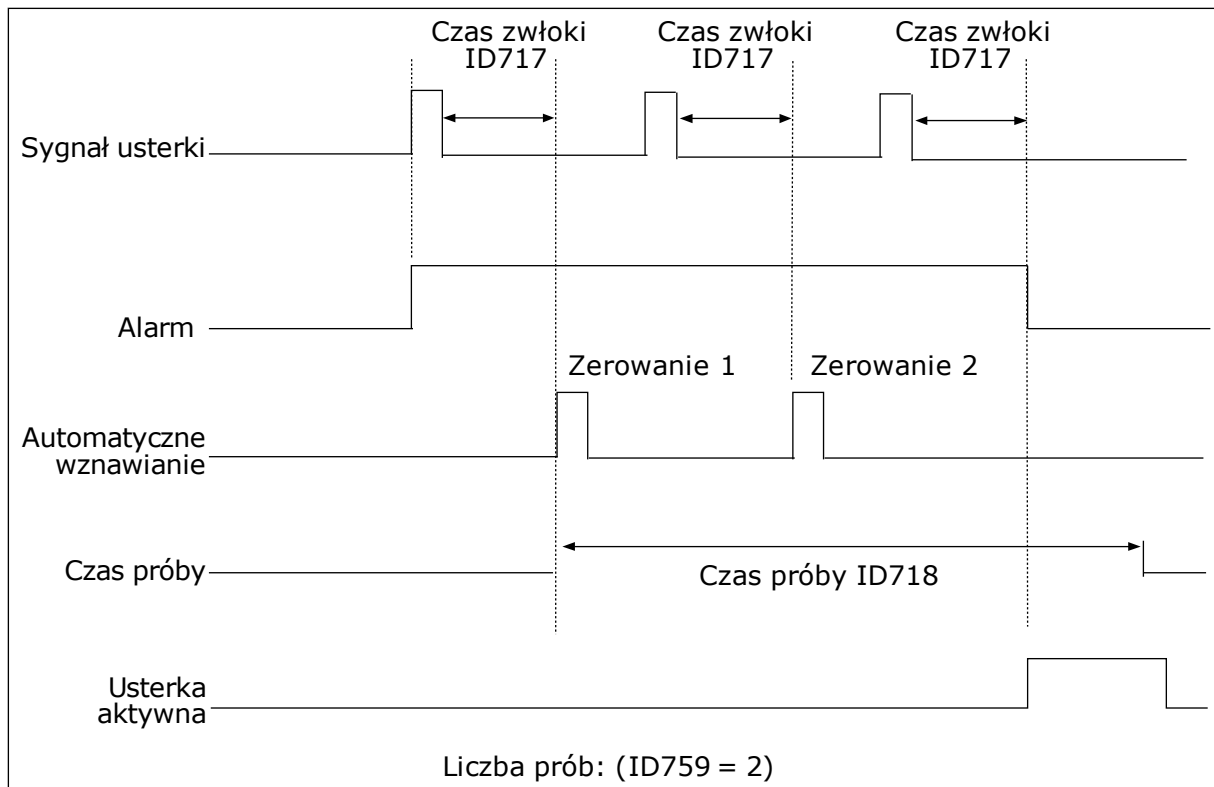 Czas zwłoki
ID717
Czas zwłoki
ID717
Czas zwłoki
ID717
Sygnał usterki
Alarm
Zerowanie 1
Zerowanie 2
Automatyczne
wznawianie
Czas próby
Czas próby ID718
Usterka
aktywna
Liczba prób: (ID759 = 2)